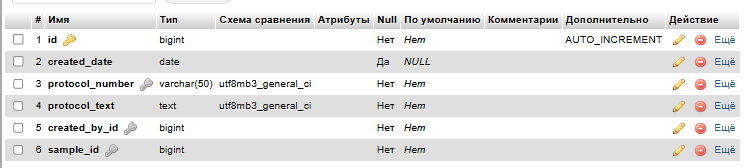 # Имя Тип Схема сравнения Атрибуты Null По умолчанию Комментарии Дополнительно Действие
1 id bigint Нет Нет AUTO_INCREMENT Ещё
2 created_date date Да NULL Ещё
3 protocol_number varchar(50) utf8mb3_general_ci Нет Нет Ещё
4 protocol_text text utf8mb3_general_ci Нет Нет Ещё
5 created_by_id bigint Нет Нет Ещё
6 sample_id bigint Нет Нет Ещё